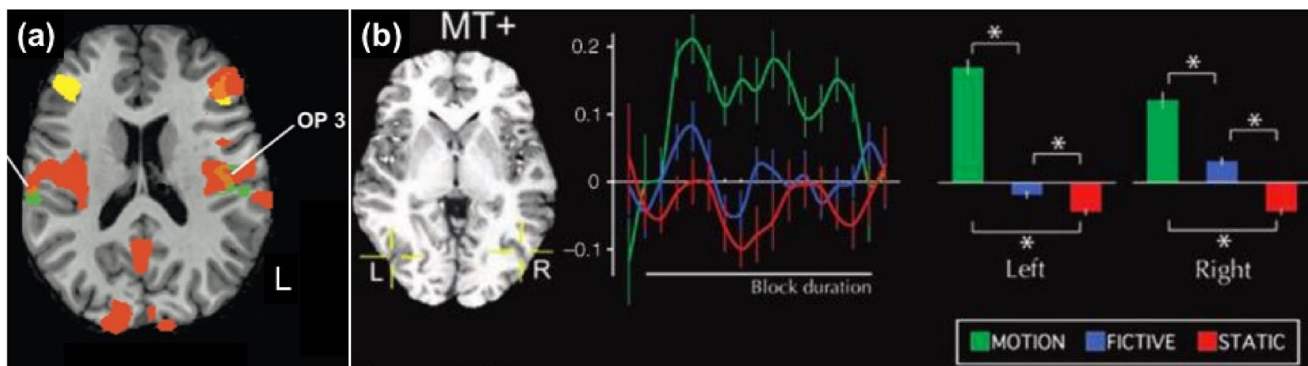 (a)
OP 3
L
(b)
MT+
L
R
0.2
0.1
0
−0.1
Block duration
*
*
*
Left
*
*
*
Right
MOTION
FICTIVE
STATIC